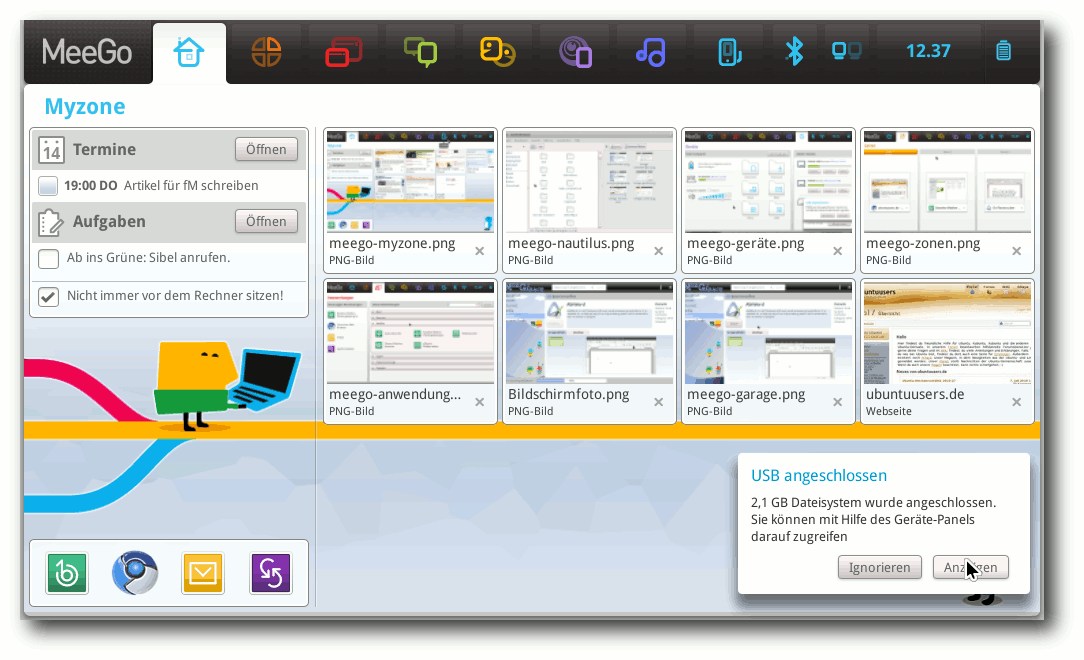 MeeGo
12.37
Myzone
14
Termine
Öffnen
19:00 DO Artikel für fM schreiben
Aufgaben
Öffnen
Ab ins Grüne: Sibel anrufen.
Nicht immer vor dem Rechner sitzen!
meego-myzone.png
PNG-Bild
meego-nautilus.png
PNG-Bild
meego-geräte.png
PNG-Bild
meego-zonen.png
PNG-Bild
meego-anwendung...
PNG-Bild
Bildschirmfoto.png
PNG-Bild
meego-garage.png
PNG-Bild
ubuntuusers.de
Webseite
USB angeschlossen
2,1 GB Dateisystem wurde angeschlossen.
Sie können mit Hilfe des Geräte-Panels
darauf zugreifen
Ignorieren
Anzeigen